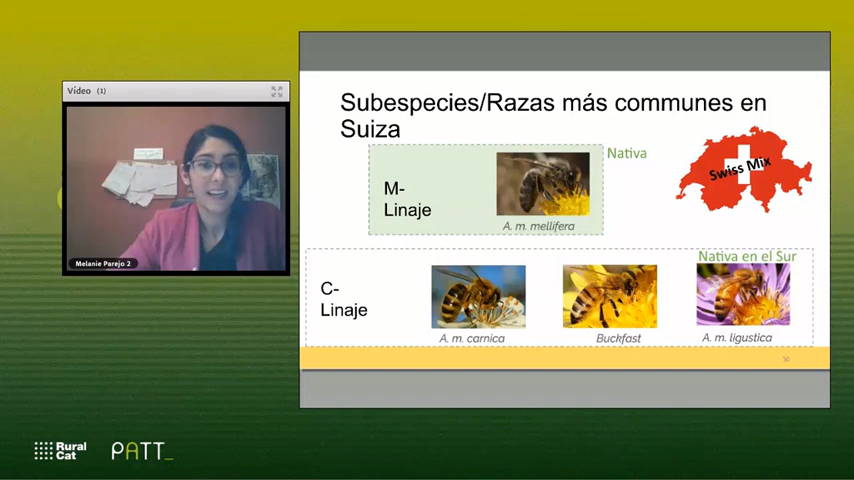 Vídeo (1)
Melanie Parejo 2
Subespecies/Razas más communes en
Suiza
Nativa
Swiss Mix
M-
Linaje
A. m. mellifera
Nativa en el Sur
C-
Linaje
A. m. carnica
Buckfast
A. m. ligustica
30
Rural
Cat
PATT_